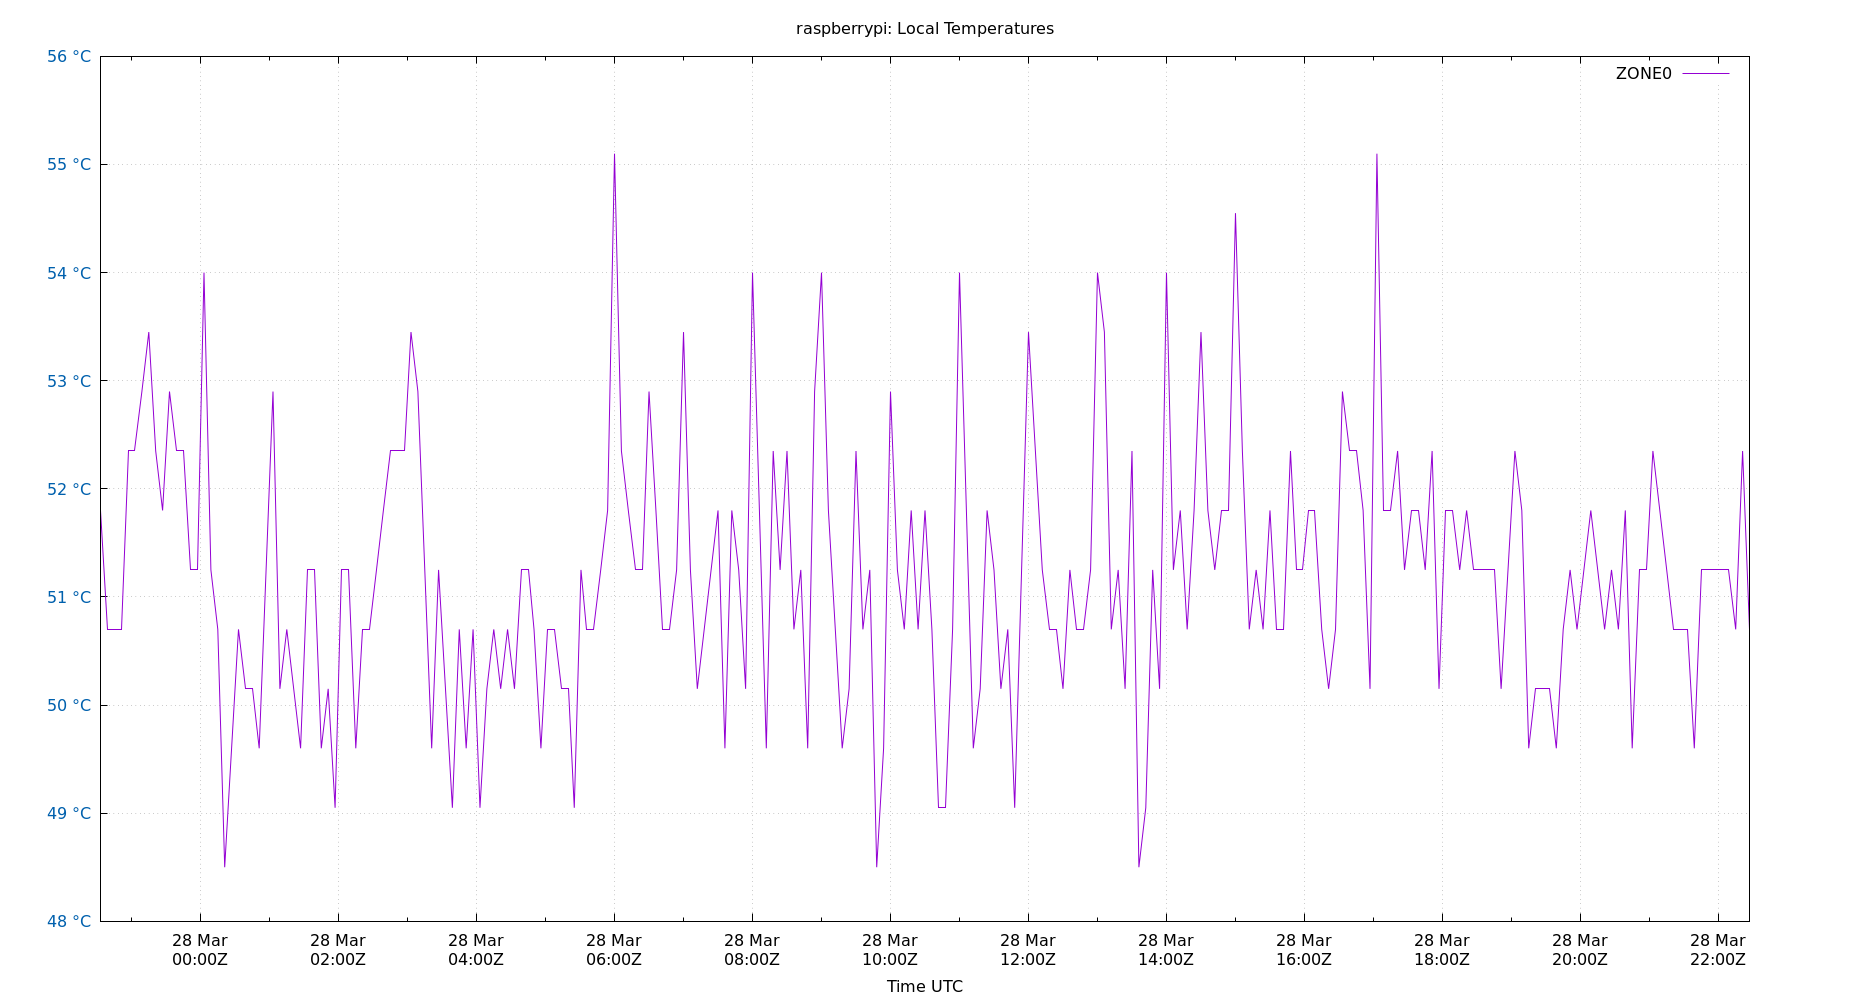 raspberrypi: Local Temperatures
56 °C
ZONE0
55 °C
54 °C
53 °C
52 °C
51 °C
50 °C
49 °C
48 °C
28 Mar 28 Mar 28 Mar 28 Mar 28 Mar 28 Mar 28 Mar 28 Mar 28 Mar 28 Mar 28 Mar 28 Mar
00:00Z 02:00Z 04:00Z 06:00Z 08:00Z 10:00Z 12:00Z 14:00Z 16:00Z 18:00Z 20:00Z 22:00Z
Time UTC